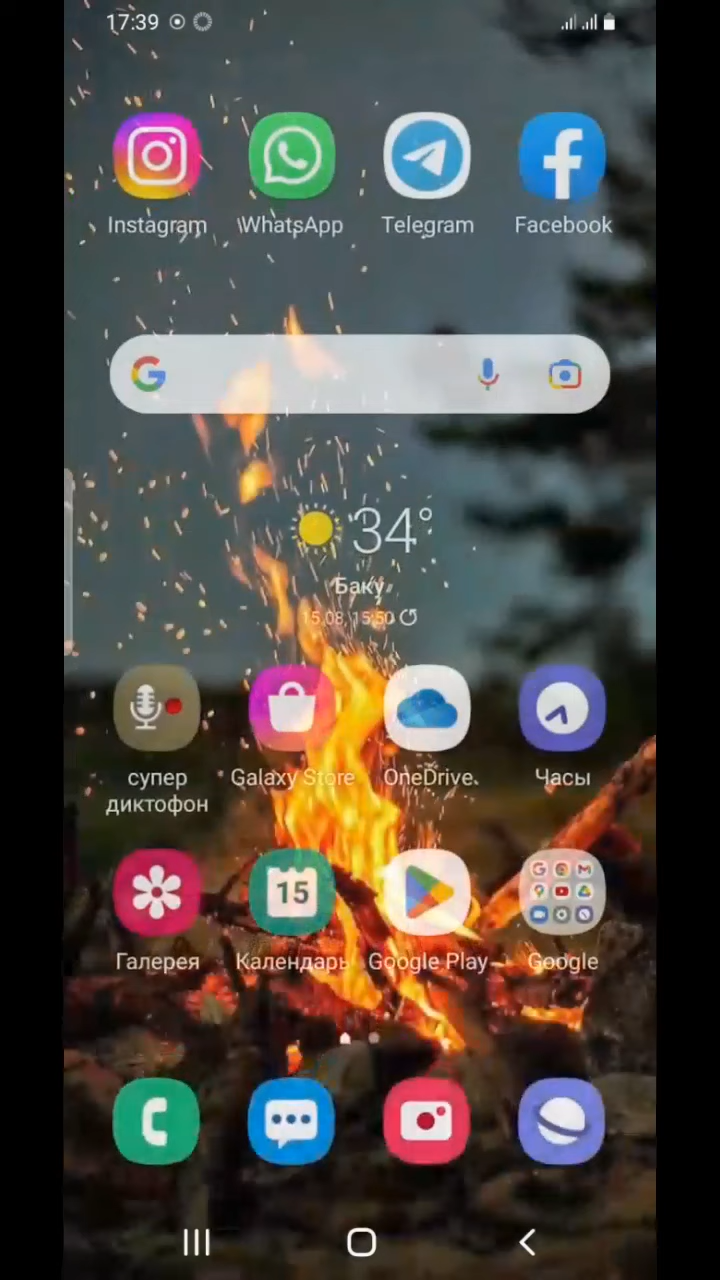 17:39
Instagram WhatsApp Telegram Facebook
G
34°
Баку
15.08, 15:50
супер диктофон
Galaxy Store
OneDrive
Часы
15
Галерея Календарь Google Play Google